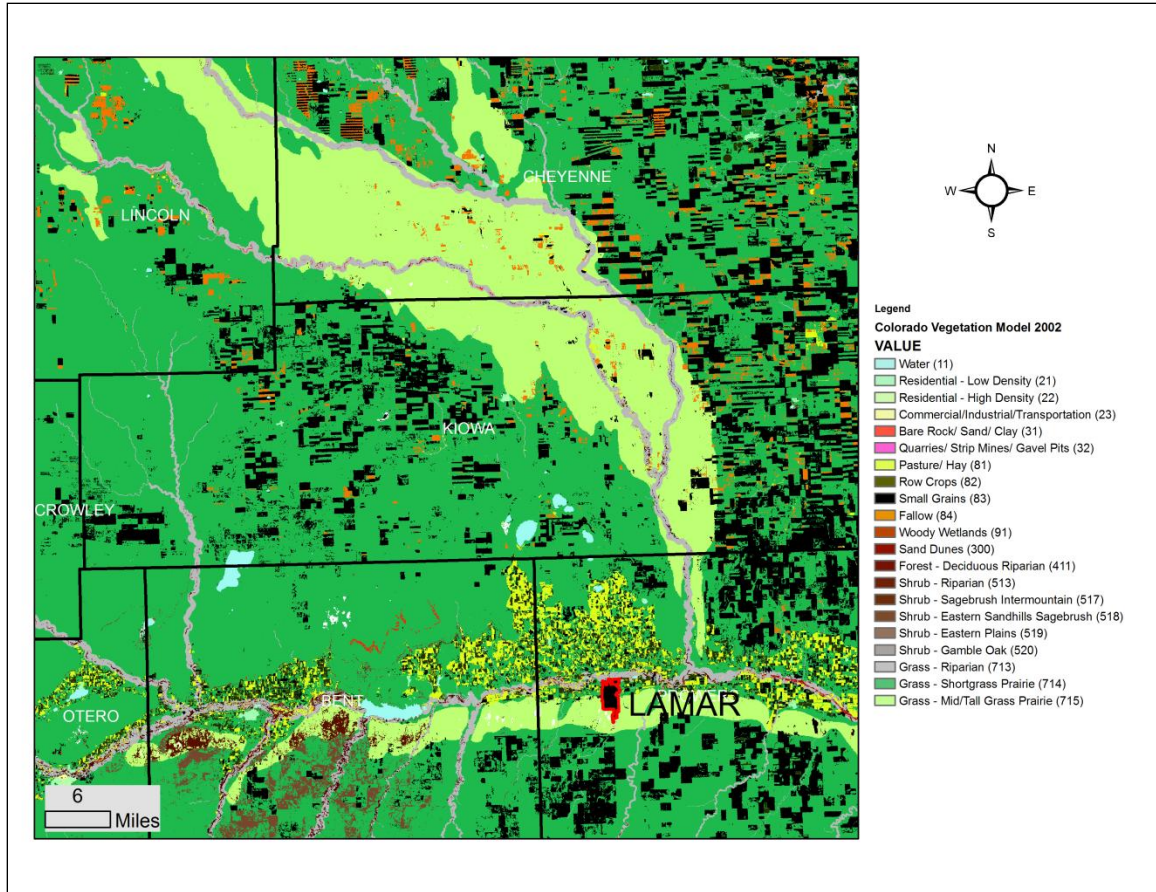 CHEYENNE
LINCOLN
KIOWA
CROWLEY
BENT
LAMAR
OTERO
6
Miles
N
W
E
S
Legend
Colorado Vegetation Model 2002
VALUE
Water (11)
Residential - Low Density (21)
Residential - High Density (22)
Commercial/Industrial/Transportation (23)
Bare Rock/ Sand/ Clay (31)
Quarries/ Strip Mines/ Gavel Pits (32)
Pasture/ Hay (81)
Row Crops (82)
Small Grains (83)
Fallow (84)
Woody Wetlands (91)
Sand Dunes (300)
Forest - Deciduous Riparian (411)
Shrub - Riparian (513)
Shrub - Sagebrush Intermountain (517)
Shrub - Eastern Sandhills Sagebrush (518)
Shrub - Eastern Plains (519)
Shrub - Gamble Oak (520)
Grass - Riparian (713)
Grass - Shortgrass Prairie (714)
Grass - Mid/Tall Grass Prairie (715)